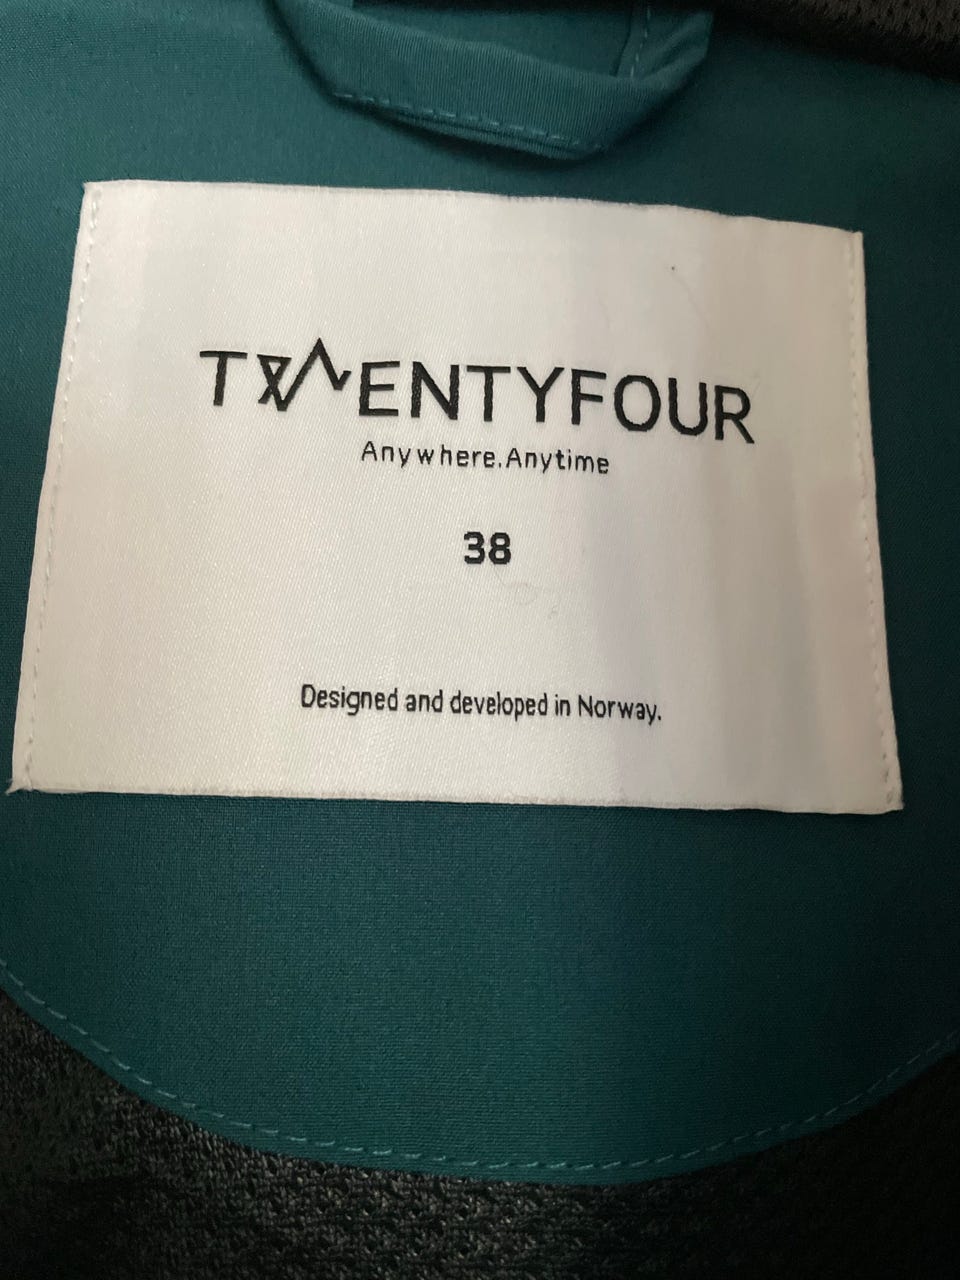 TWENTYFOUR
Anywhere.Anytime
38
Designed and developed in Norway.